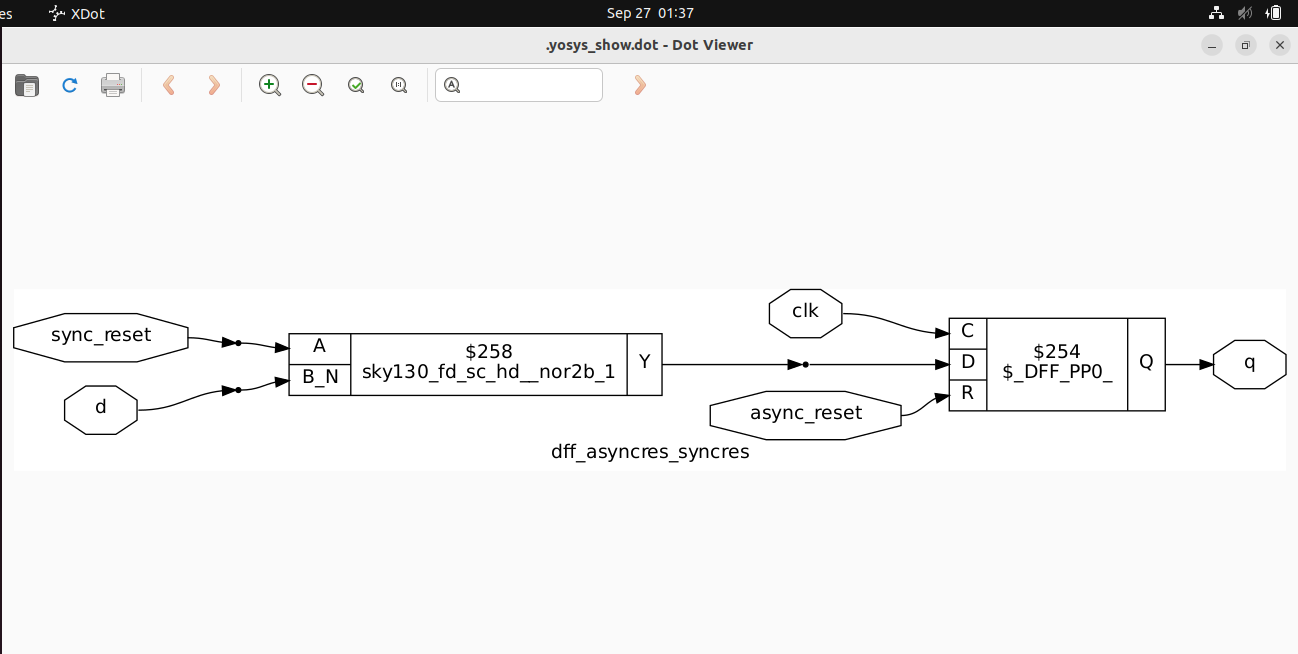 es XDot Sep 27 01:37
.yosys_show.dot - Dot Viewer
sync_reset
d
A
B_N
$258
sky130_fd_sc_hd__nor2b_1
Y
clk
async_reset
C
D
R
$254
$_DFF_PP0_
Q
q
dff_asyncres_syncres